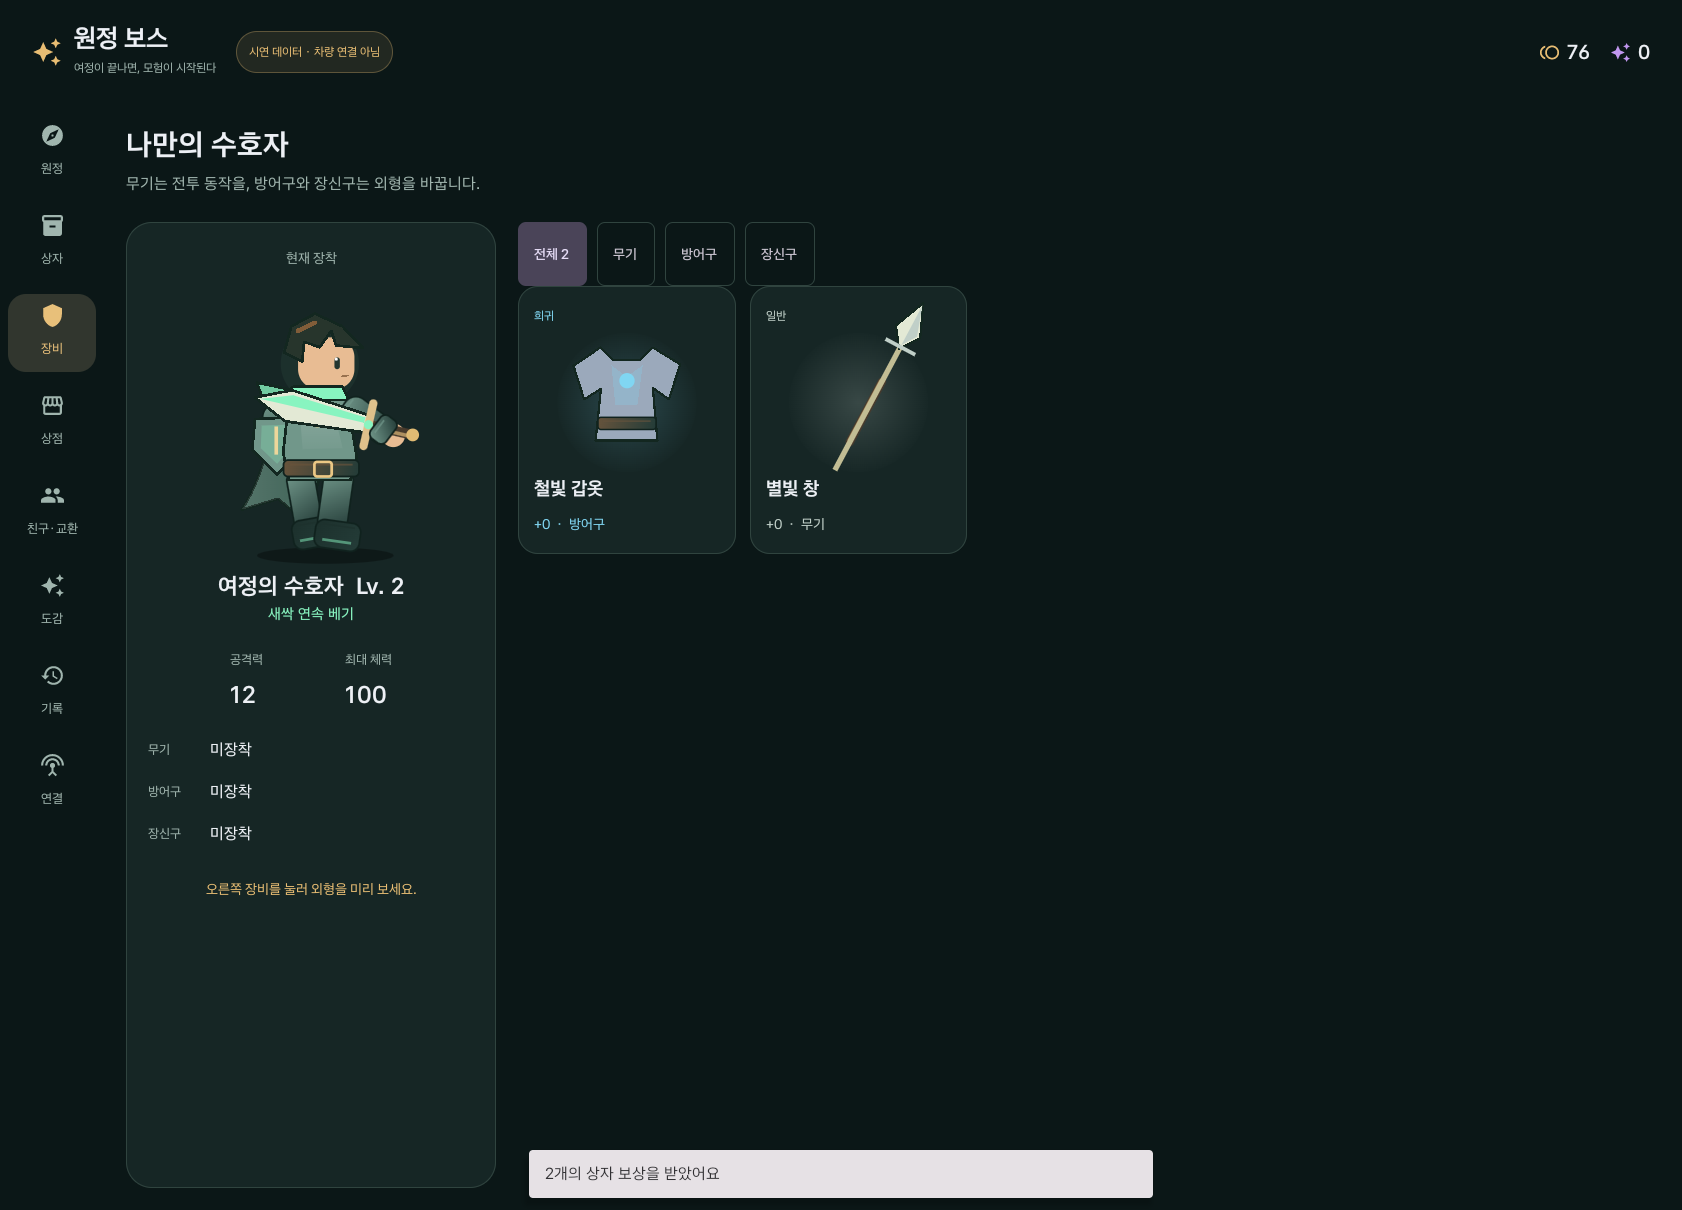 원정 보스
여정이 끝나면, 모험이 시작된다
시연 데이터 · 차량 연결 아님
76
0
원정
상자
장비
상점
친구·교환
도감
기록
연결
나만의 수호자
무기는 전투 동작을, 방어구와 장신구는 외형을 바꿉니다.
현재 장착
여정의 수호자 Lv. 2
새싹 연속 베기
공격력
최대 체력
12
100
무기 미장착
방어구 미장착
장신구 미장착
오른쪽 장비를 눌러 외형을 미리 보세요.
전체 2
무기
방어구
장신구
희귀
철빛 갑옷
+0 · 방어구
일반
별빛 창
+0 · 무기
2개의 상자 보상을 받았어요